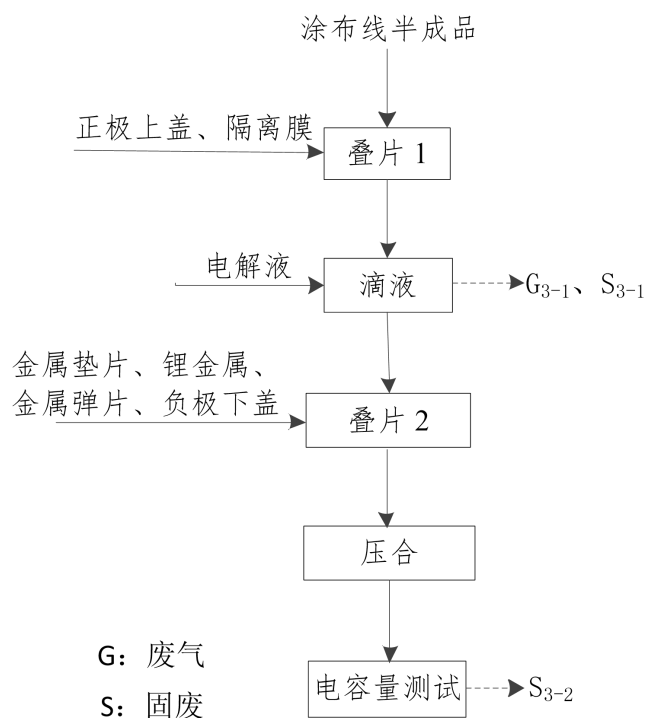 涂布线半成品
正极上盖、隔离膜
叠片 1
电解液
滴液
G3-1、S3-1
金属垫片、锂金属、
金属弹片、负极下盖
叠片 2
压合
G：废气
S：固废
电容量测试
S3-2